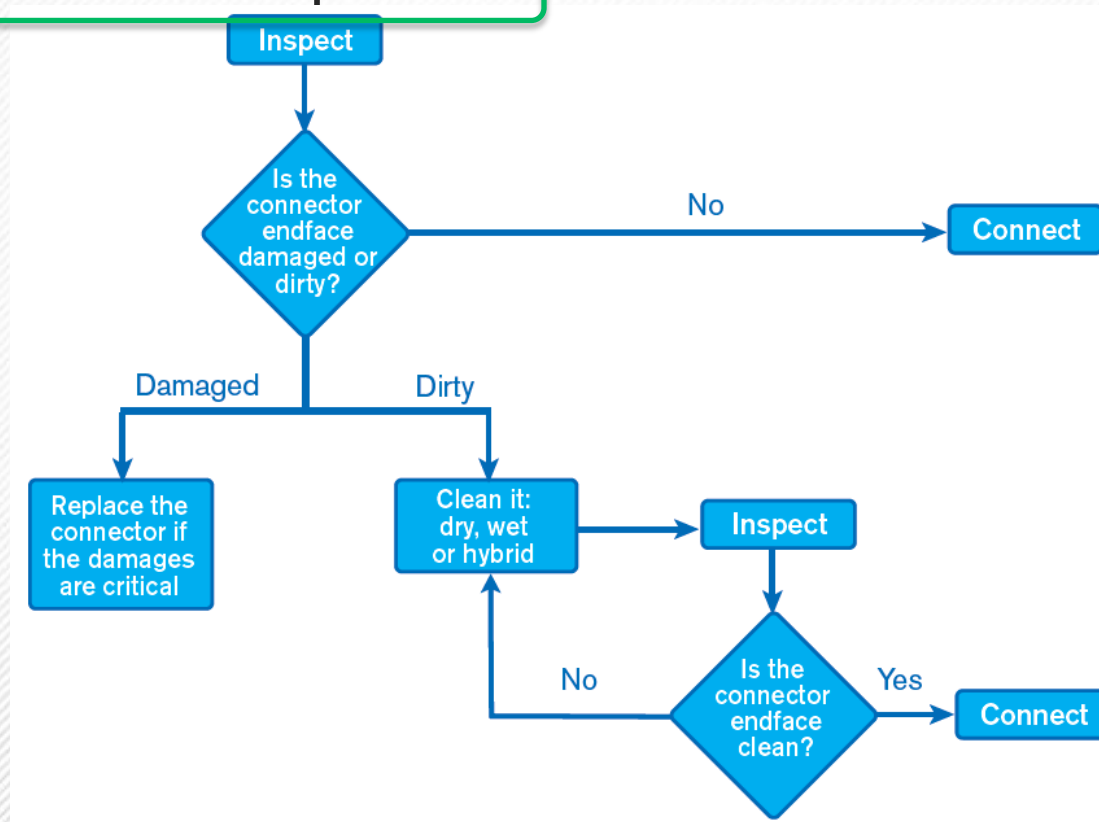 Inspect
Is the
connector
endface
damaged or
dirty?
No
Connect
Damaged
Dirty
Replace the
connector if
the damages
are critical
Clean it:
dry, wet
or hybrid
Inspect
Is the
connector
endface
clean?
No
Yes
Connect